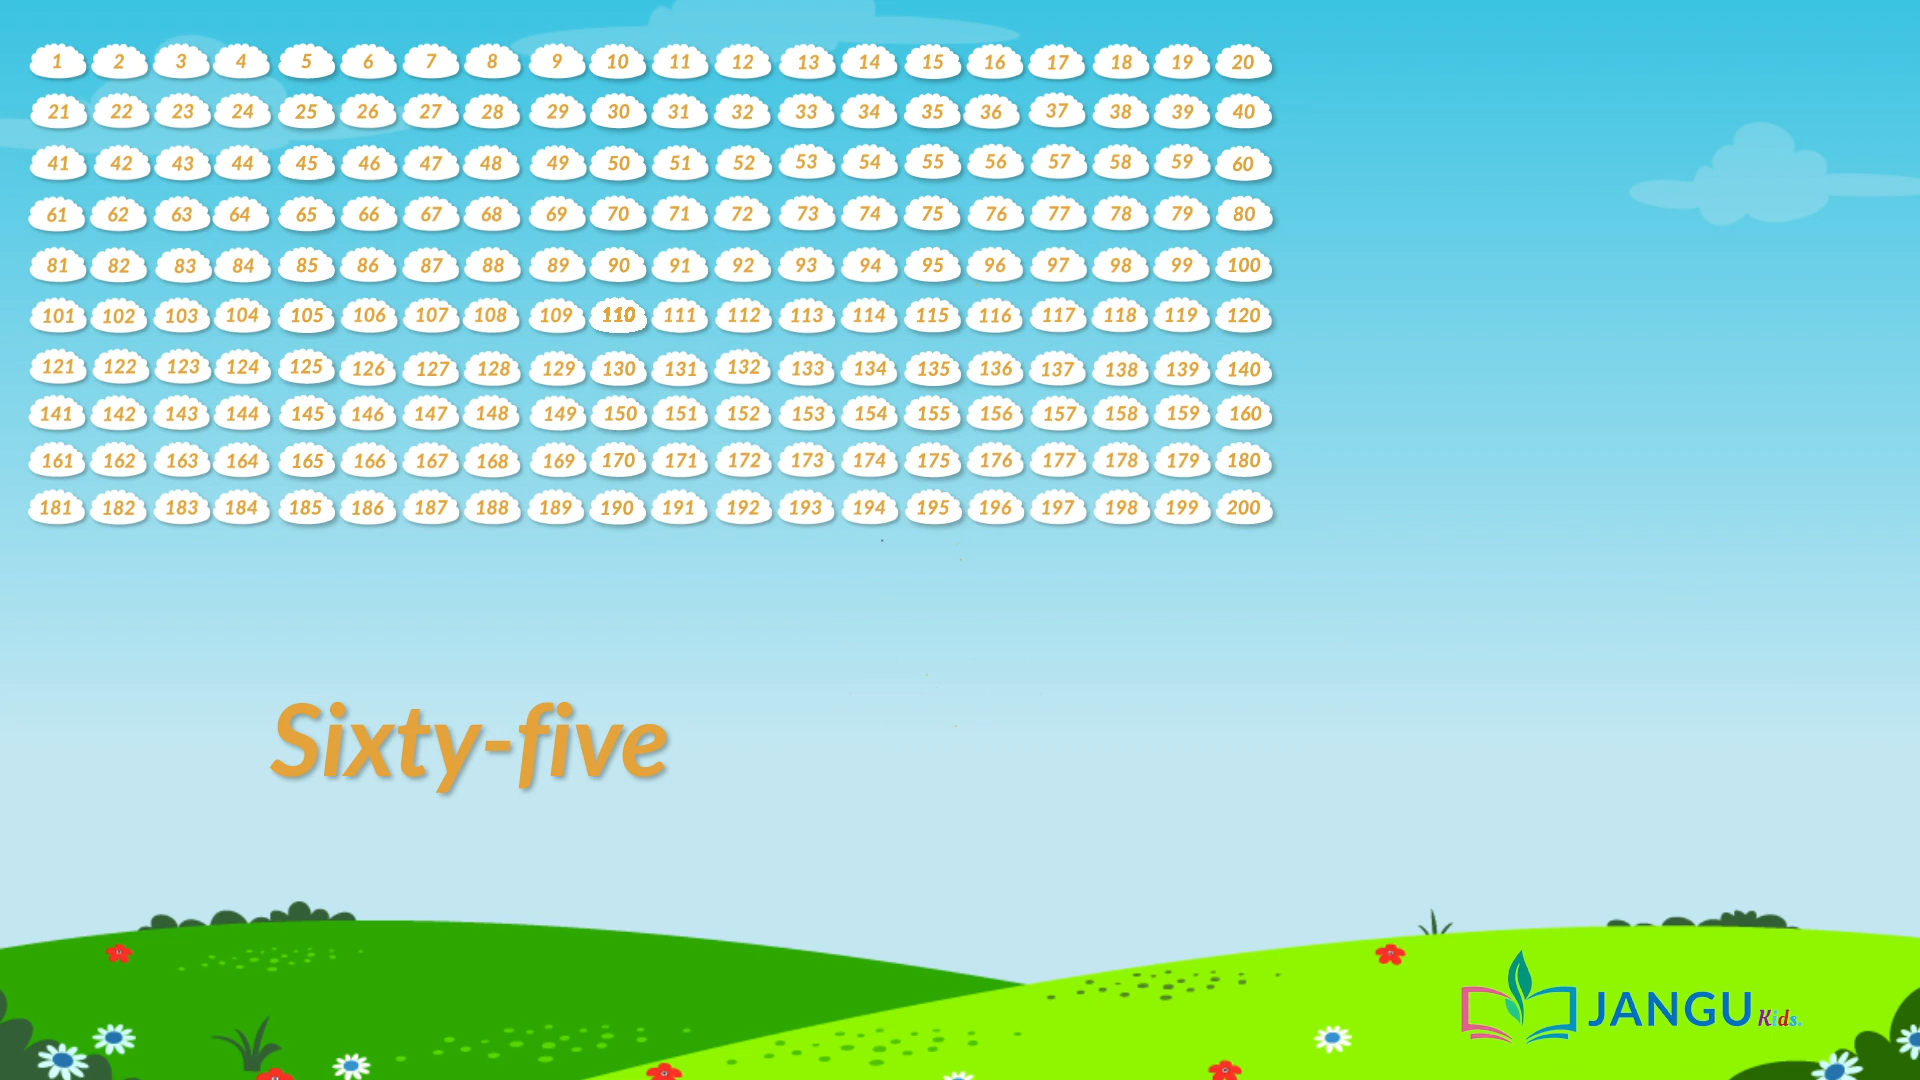 1 2 3 4 5 6 7 8 9 10 11 12 13 14 15 16 17 18 19 20
21 22 23 24 25 26 27 28 29 30 31 32 33 34 35 36 37 38 39 40
41 42 43 44 45 46 47 48 49 50 51 52 53 54 55 56 57 58 59 60
61 62 63 64 65 66 67 68 69 70 71 72 73 74 75 76 77 78 79 80
81 82 83 84 85 86 87 88 89 90 91 92 93 94 95 96 97 98 99 100
101 102 103 104 105 106 107 108 109 110 111 112 113 114 115 116 117 118 119 120
121 122 123 124 125 126 127 128 129 130 131 132 133 134 135 136 137 138 139 140
141 142 143 144 145 146 147 148 149 150 151 152 153 154 155 156 157 158 159 160
161 162 163 164 165 166 167 168 169 170 171 172 173 174 175 176 177 178 179 180
181 182 183 184 185 186 187 188 189 190 191 192 193 194 195 196 197 198 199 200
Sixty-five
JANGU Kids.